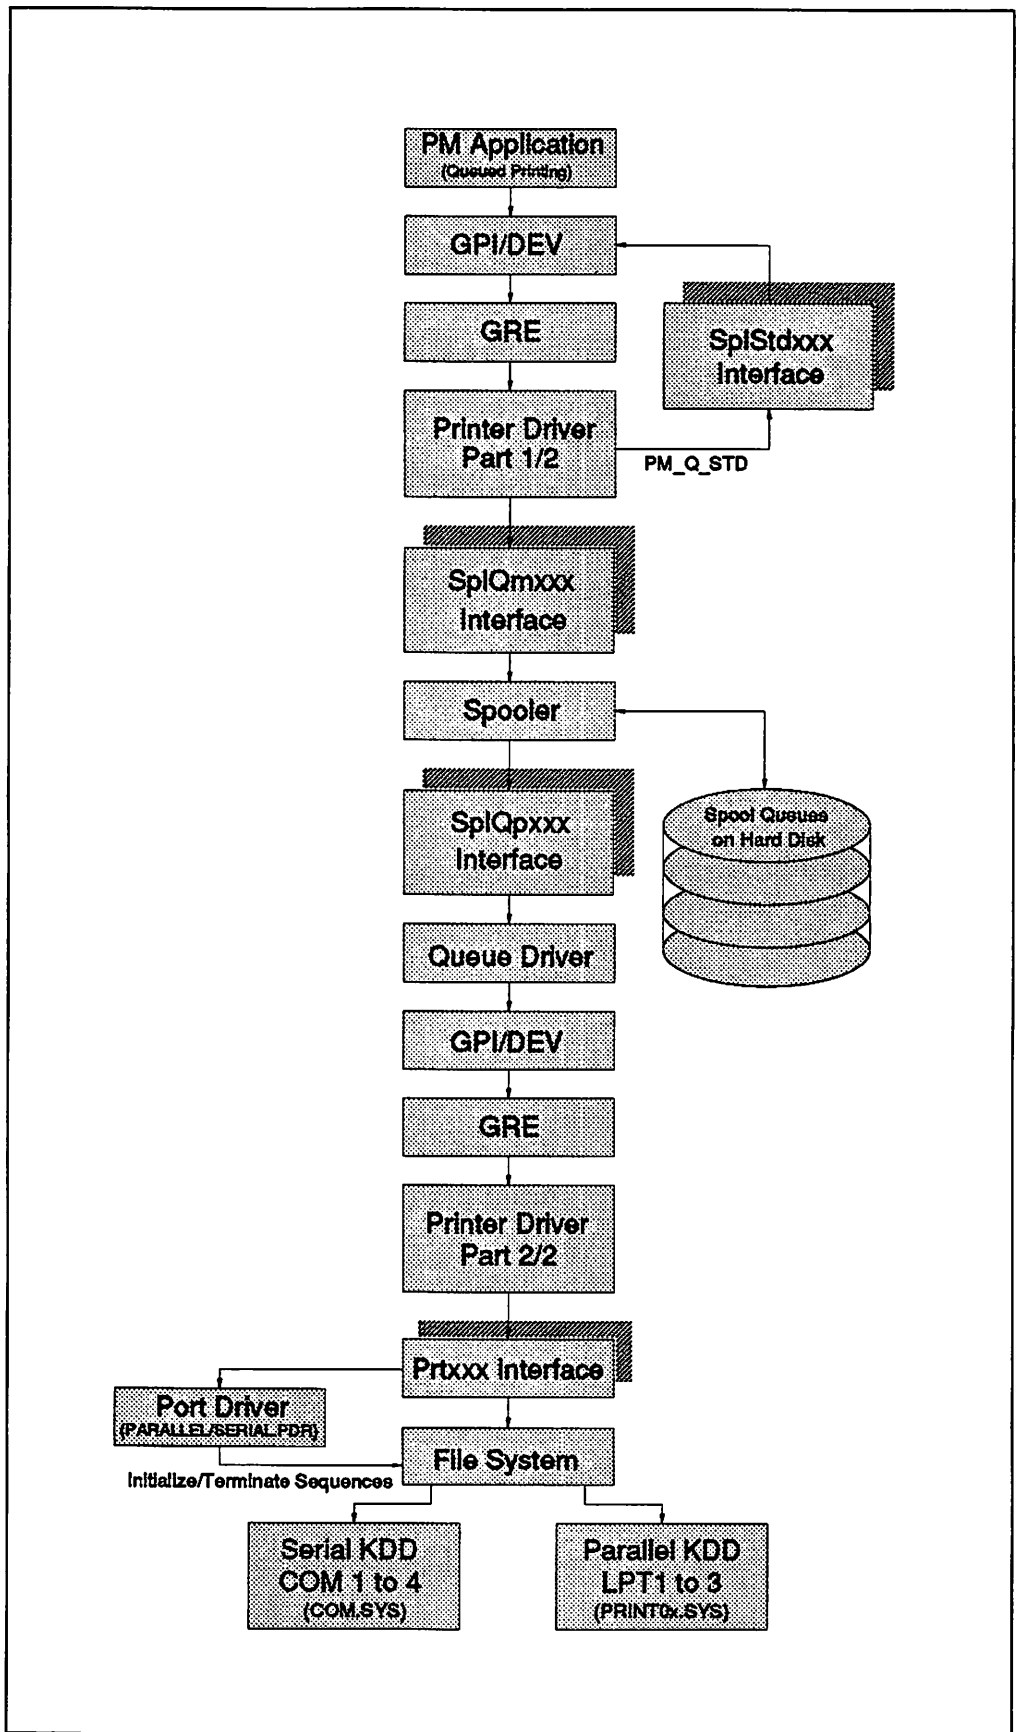 PM Application
(Queued Printing)
GPI/DEV
GRE
SplStdxxx
Interface
Printer Driver
Part 1/2
PM_Q_STD
SplQmxxx
Interface
Spooler
Spool Queues
on Hard Disk
SplQpxxx
Interface
Queue Driver
GPI/DEV
GRE
Printer Driver
Part 2/2
Prtxxx Interface
Port Driver
(PARALLEL/SERIAL.PDR)
File System
Initialize/Terminate Sequences
Serial KDD
COM 1 to 4
(COM.SYS)
Parallel KDD
LPT1 to 3
(PRINT0x.SYS)